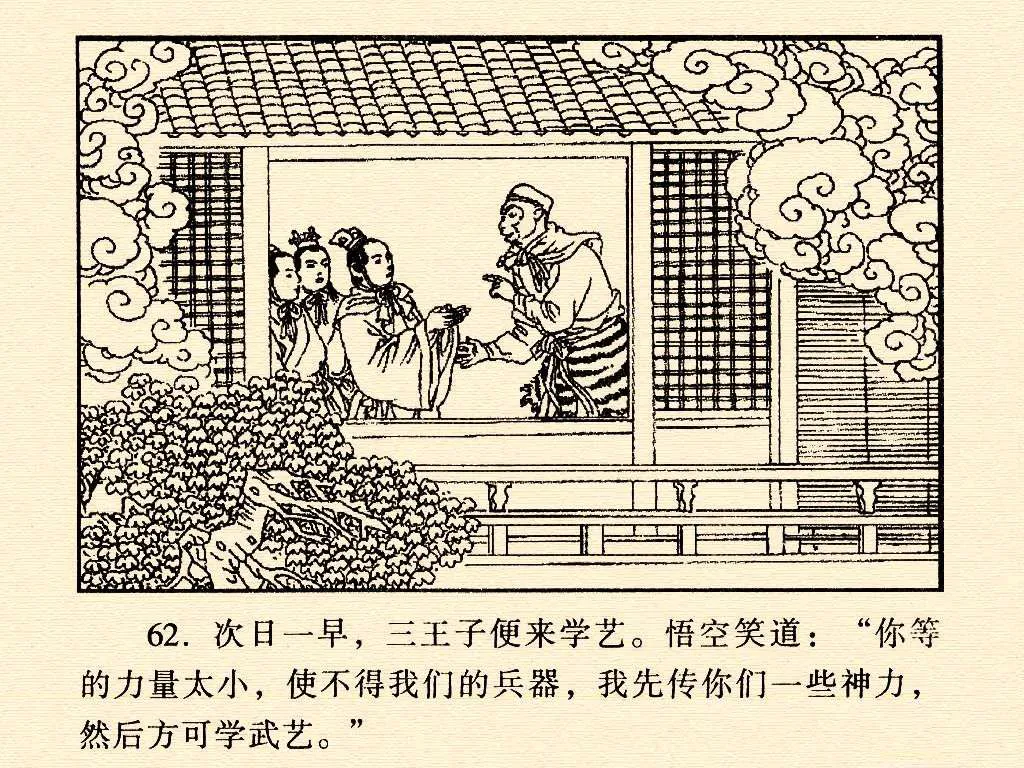 62. 次日一早，三王子便来学艺。悟空笑道：“你等
的力量太小，使不得我们的兵器，我先传你们一些神力，
然后方可学武艺。”